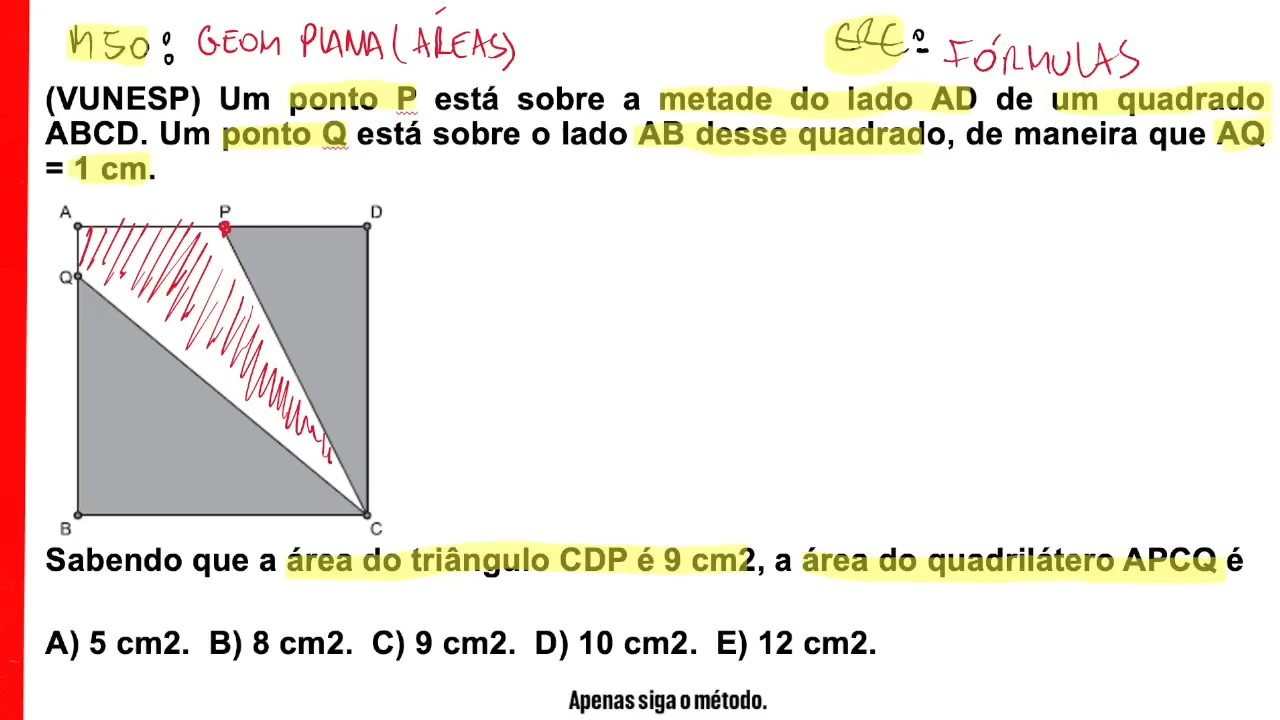 M50: GEOM PLANA (ÁREAS)
ERE: FÓRMULAS
(VUNESP) Um ponto P está sobre a metade do lado AD de um quadrado
ABCD. Um ponto Q está sobre o lado AB desse quadrado, de maneira que AQ
= 1 cm.
A P D
Q
B C
Sabendo que a área do triângulo CDP é 9 cm2, a área do quadrilátero APCQ é
A) 5 cm2. B) 8 cm2. C) 9 cm2. D) 10 cm2. E) 12 cm2.
Apenas siga o método.